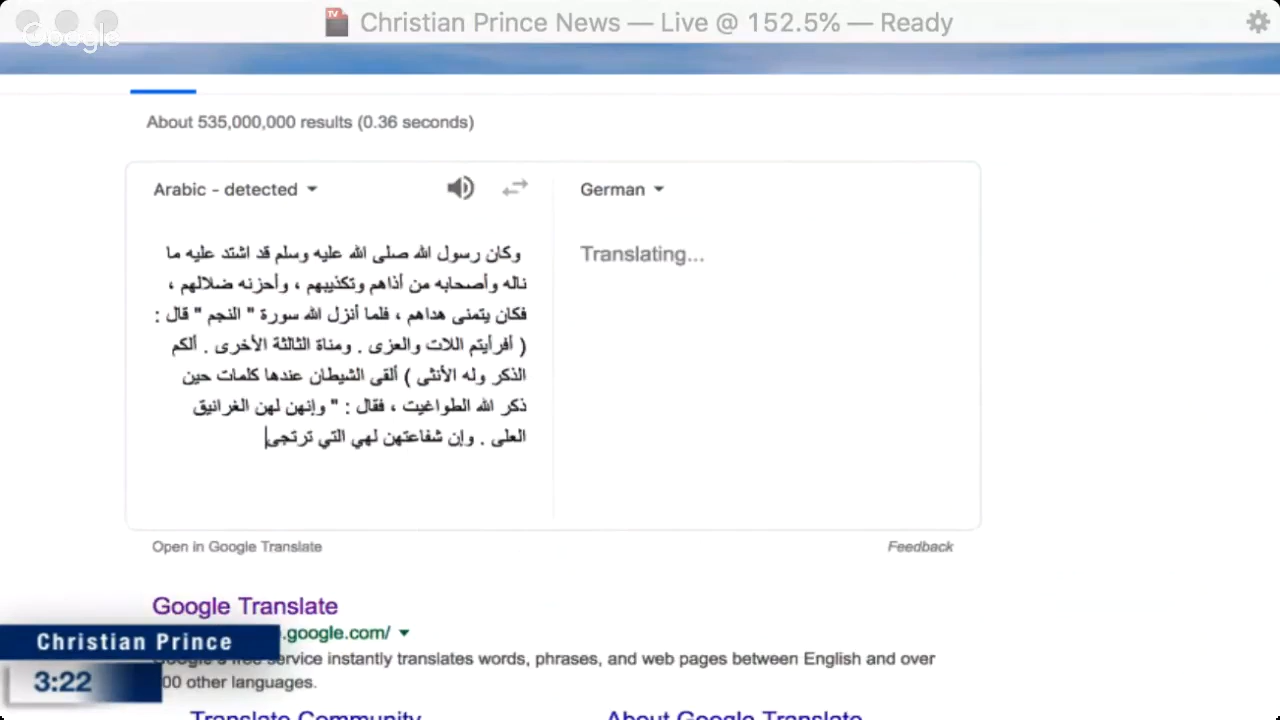 Google
Christian Prince News — Live @ 152.5% — Ready
About 535,000,000 results (0.36 seconds)
Arabic - detected
German
وكان رسول الله صلى الله عليه وسلم قد اشتد عليه ما
ناله وأصحابه من أذاهم وتكذيبهم ، وأحزنه ضلالهم ،
فكان يتمنى هداهم ، فلما أنزل الله سورة " النجم " قال :
( أفرأيتم اللات والعزى . ومناة الثالثة الأخرى . ألكم
الذكر وله الأنثى ) ألقى الشيطان عندها كلمات حين
ذكر الله الطواغيت ، فقال : " وإنهن لهن الغرانيق
العلى . وإن شفاعتهن لهي التي ترتجى
Translating...
Open in Google Translate
Feedback
Google Translate
.google.com/
Christian Prince
service instantly translates words, phrases, and web pages between English and over
00 other languages.
3:22
Translate Community
About Google Translate